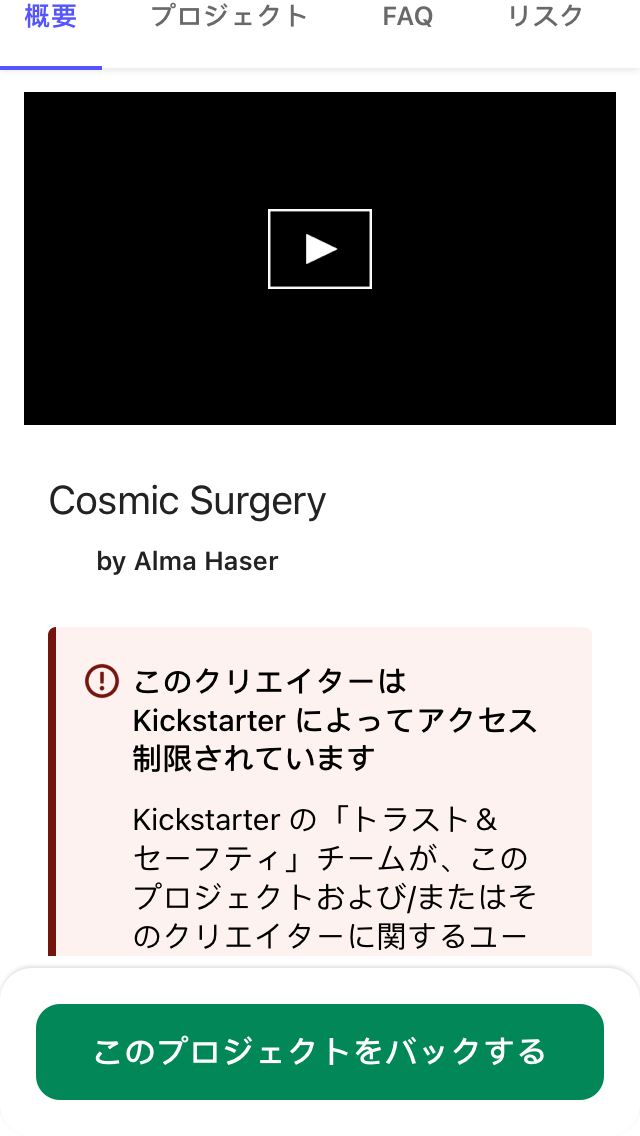 概要 プロジェクト FAQ リスク
Cosmic Surgery
by Alma Haser
このクリエイターは
Kickstarter によってアクセス
制限されています
Kickstarter の「トラスト＆
セーフティ」チームが、この
プロジェクトおよび/またはそ
のクリエイターに関するユー
このプロジェクトをバックする